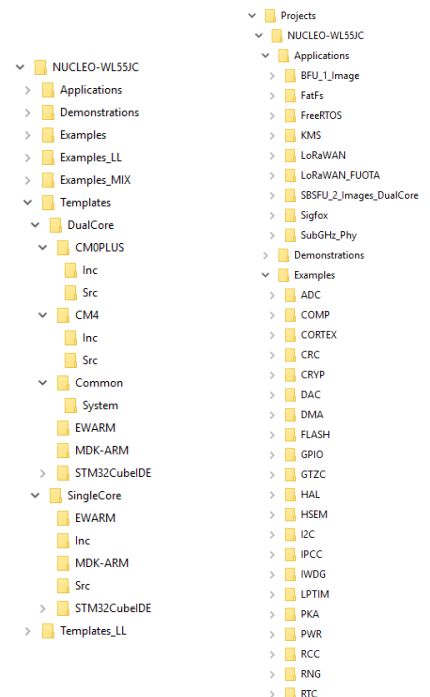 NUCLEO-WL55JC
Applications
Demonstrations
Examples
Examples_LL
Examples_MIX
Templates
DualCore
CM0PLUS
Inc
Src
CM4
Inc
Src
Common
System
EWARM
MDK-ARM
STM32CubeIDE
SingleCore
EWARM
Inc
MDK-ARM
Src
STM32CubeIDE
Templates_LL
Projects
NUCLEO-WL55JC
Applications
BFU_1_Image
FatFs
FreeRTOS
KMS
LoRaWAN
LoRaWAN_FUOTA
SBSFU_2_Images_DualCore
Sigfox
SubGHz_Phy
Demonstrations
Examples
ADC
COMP
CORTEX
CRC
CRYP
DAC
DMA
FLASH
GPIO
GTZC
HAL
HSEM
I2C
IPCC
IWDG
LPTIM
PKA
PWR
RCC
RNG
RTC